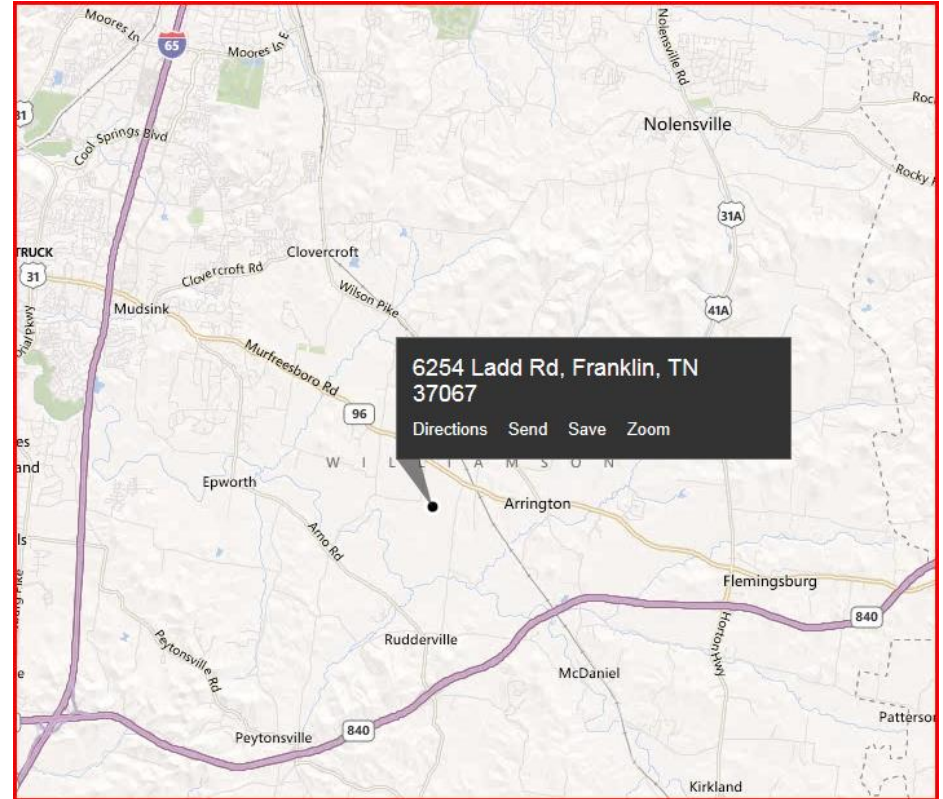 Moores Ln
65
Moores Ln E
Nolensville Rd
31
Cool Springs Blvd
Nolensville
Rocky
31A
TRUCK
31
Clovercroft
Clovercroft Rd
Wilson Pike
Mudsink
41A
Murfreesboro Rd
6254 Ladd Rd, Franklin, TN
37067
Directions Send Save Zoom
96
WILLIAMSON
Epworth
Arrington
Arno Rd
Flemingsburg
840
Rudderville
Horton Hwy
Peytonsville Rd
McDaniel
840
Peytonsville
Kirkland